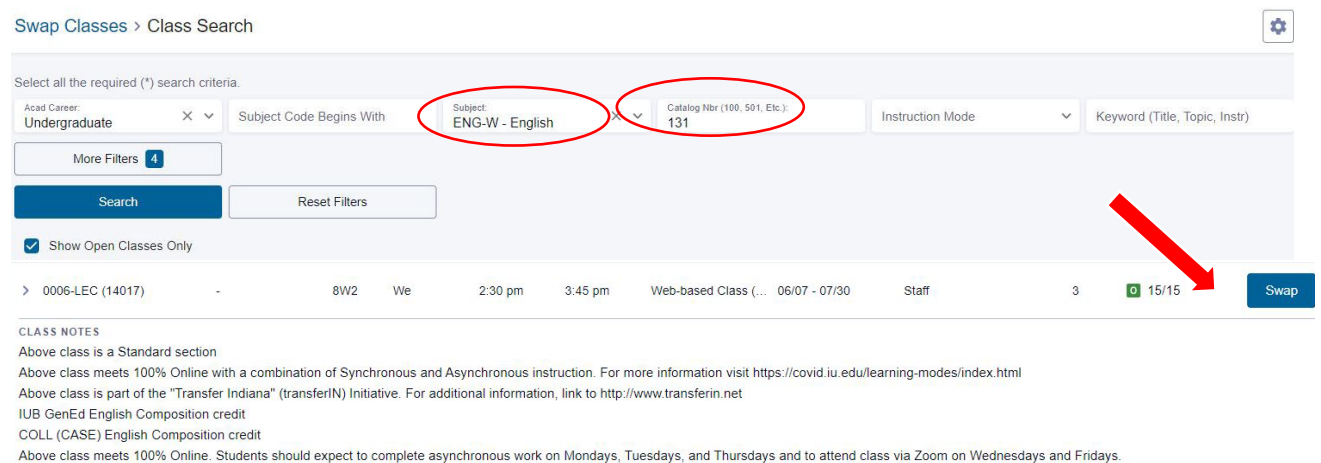 Swap Classes > Class Search
Select all the required (*) search criteria.
Acad Career:
Undergraduate
Subject Code Begins With
Subject:
ENG-W - English
Catalog Nbr (100, 501, Etc.):
131
Instruction Mode
Keyword (Title, Topic, Instr)
More Filters 4
Search
Reset Filters
Show Open Classes Only
0006-LEC (14017) - 8W2 We 2:30 pm 3:45 pm Web-based Class (... 06/07 - 07/30 Staff 3 O 15/15 Swap
CLASS NOTES
Above class is a Standard section
Above class meets 100% Online with a combination of Synchronous and Asynchronous instruction. For more information visit https://covid.iu.edu/learning-modes/index.html
Above class is part of the "Transfer Indiana" (transferIN) Initiative. For additional information, link to http://www.transferin.net
IUB GenEd English Composition credit
COLL (CASE) English Composition credit
Above class meets 100% Online. Students should expect to complete asynchronous work on Mondays, Tuesdays, and Thursdays and to attend class via Zoom on Wednesdays and Fridays.